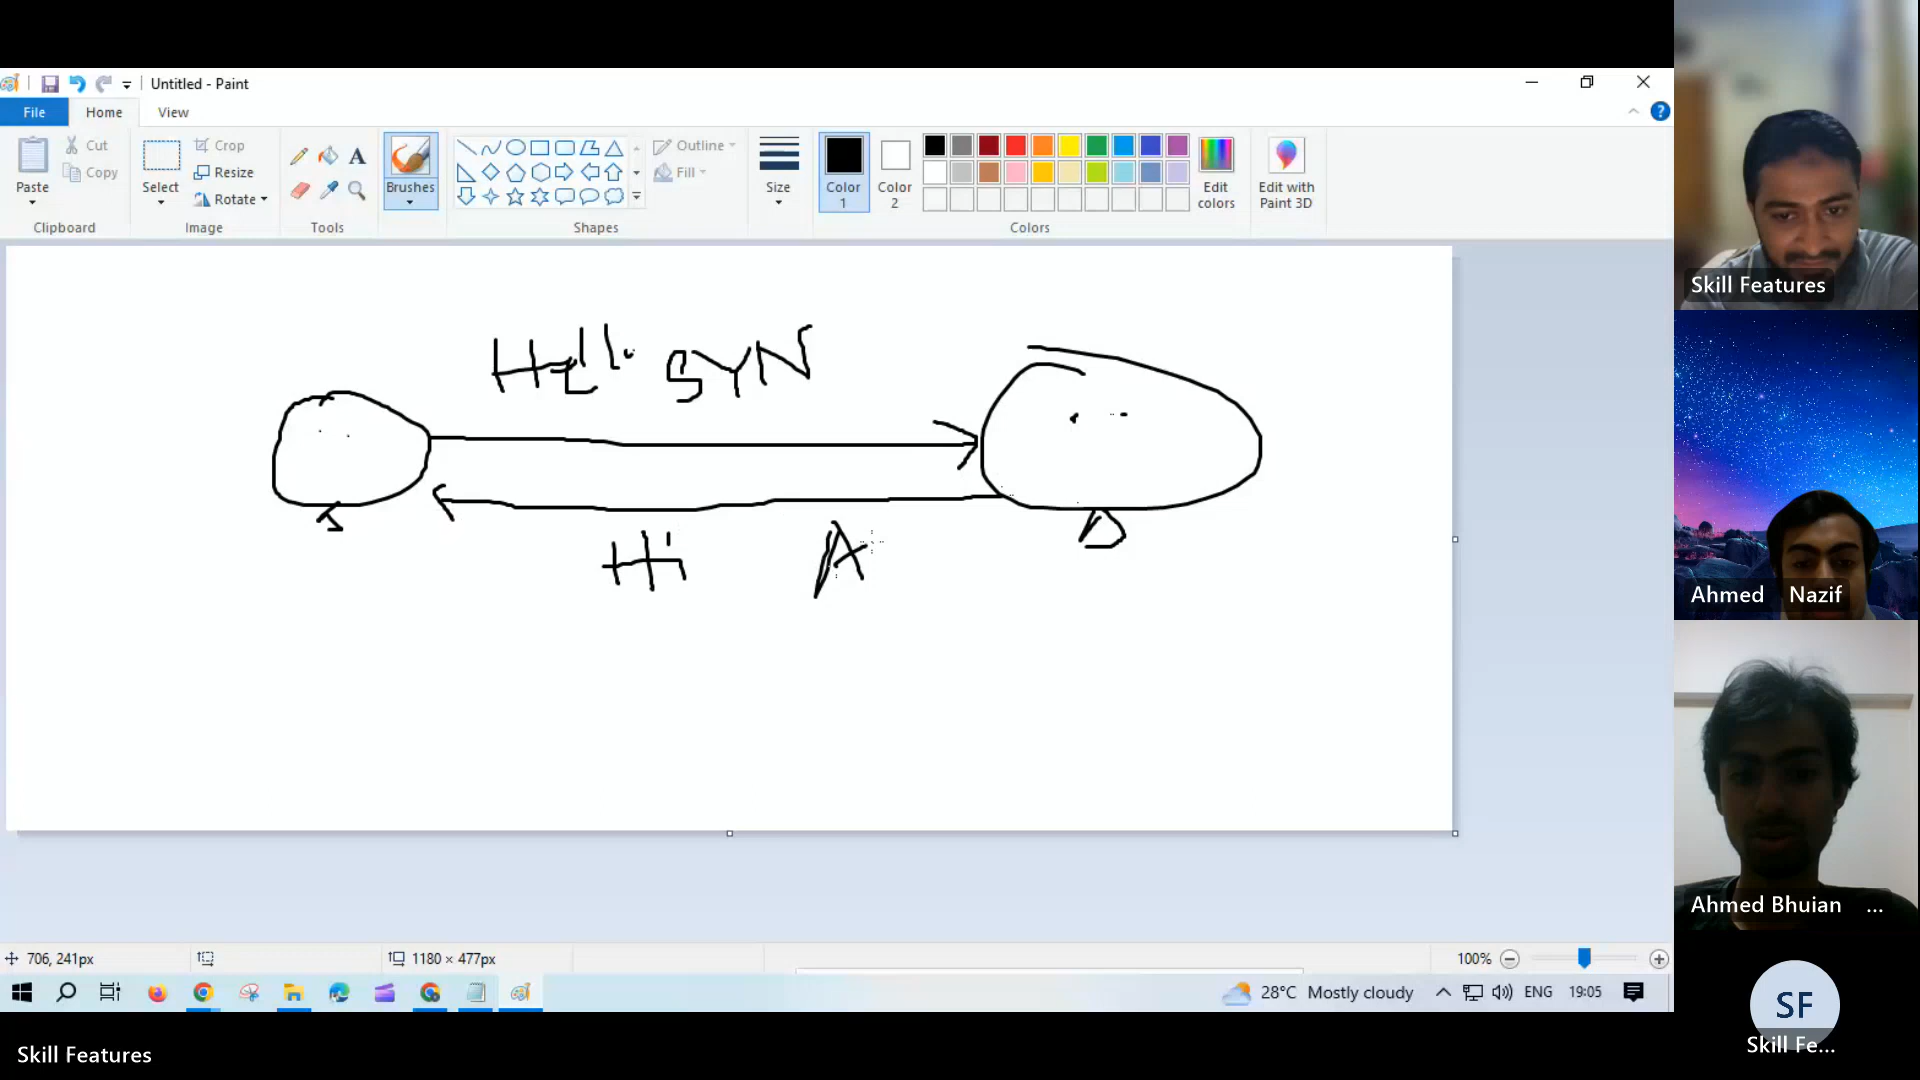 Untitled - Paint
File Home View
Paste
Cut
Copy
Clipboard
Select
Crop
Resize
Rotate
Image
Tools
Brushes
Outline
Fill
Shapes
Size
Color 1
Color 2
Edit colors
Colors
Edit with Paint 3D
Hello SYN
S
D
Hi A
706, 241px
1180 × 477px
100%
28°C Mostly cloudy
ENG
19:05
Skill Features
Skill Features
Ahmed Nazif
Ahmed Bhuian ...
SF
Skill Fe...